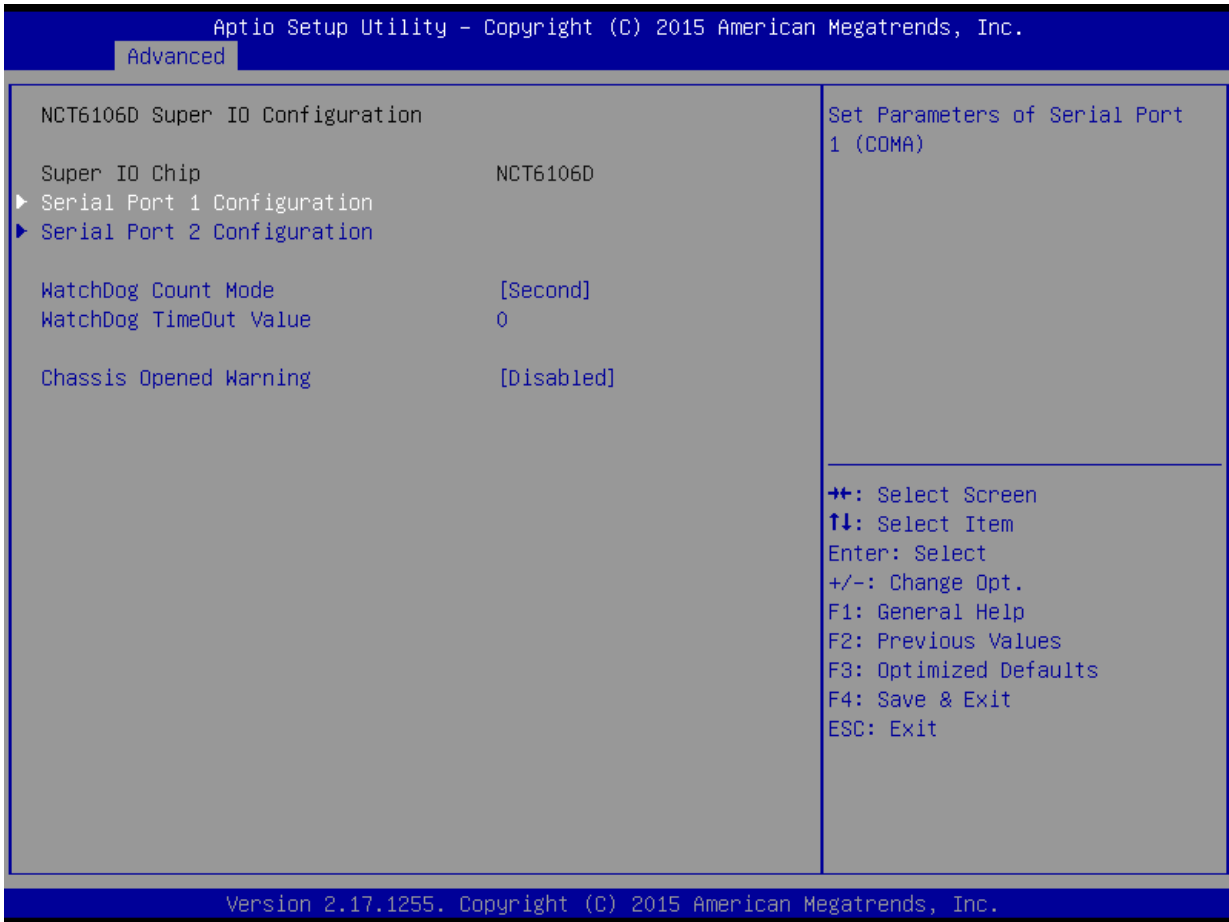 Aptio Setup Utility – Copyright (C) 2015 American Megatrends, Inc.
Advanced
NCT6106D Super IO Configuration
Super IO Chip NCT6106D
▶ Serial Port 1 Configuration
▶ Serial Port 2 Configuration
WatchDog Count Mode [Second]
WatchDog TimeOut Value 0
Chassis Opened Warning [Disabled]
Set Parameters of Serial Port
1 (COMA)
→←: Select Screen
↑↓: Select Item
Enter: Select
+/-: Change Opt.
F1: General Help
F2: Previous Values
F3: Optimized Defaults
F4: Save & Exit
ESC: Exit
Version 2.17.1255. Copyright (C) 2015 American Megatrends, Inc.